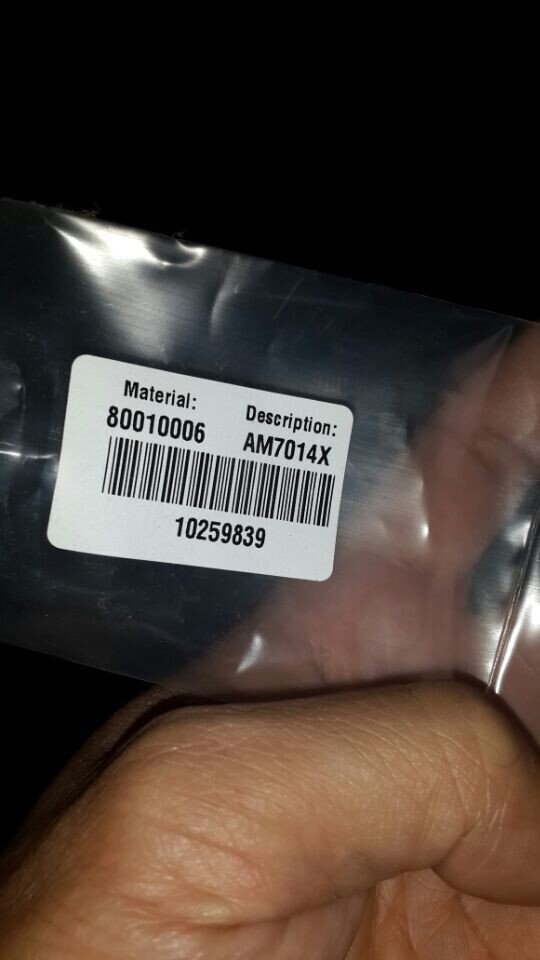 Material: Description:
80010006 AM7014X
10259839